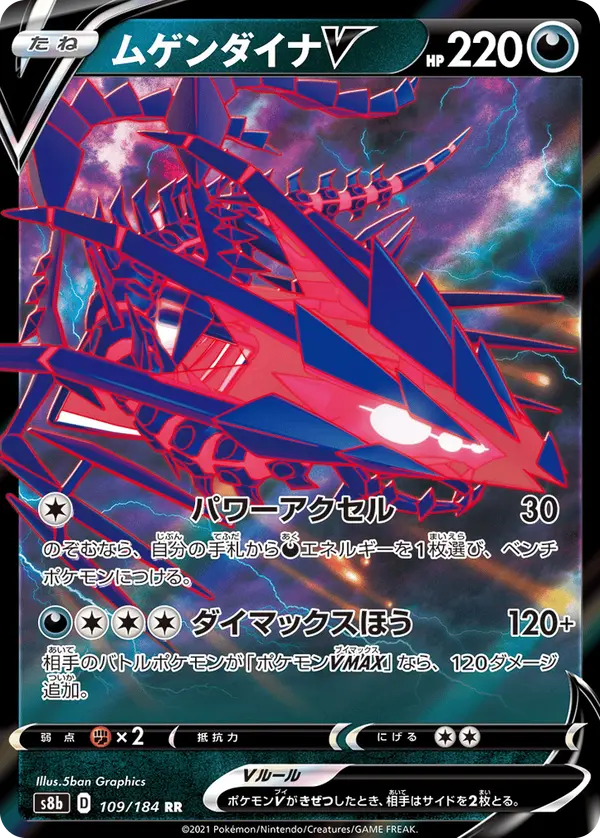 たね ムゲンダイナV HP220
パワーアクセル 30
のぞむなら、自分の手札から エネルギーを1枚選び、ベンチ
ポケモンにつける。
ダイマックスほう 120+
相手のバトルポケモンが「ポケモンVMAX」なら、120ダメージ
追加。
弱点 ×2 抵抗力 にげる
Illus.5ban Graphics
Vルール
s8b D 109/184 RR
ポケモンVがきぜつしたとき、相手はサイドを2枚とる。
©2021 Pokémon/Nintendo/Creatures/GAME FREAK.